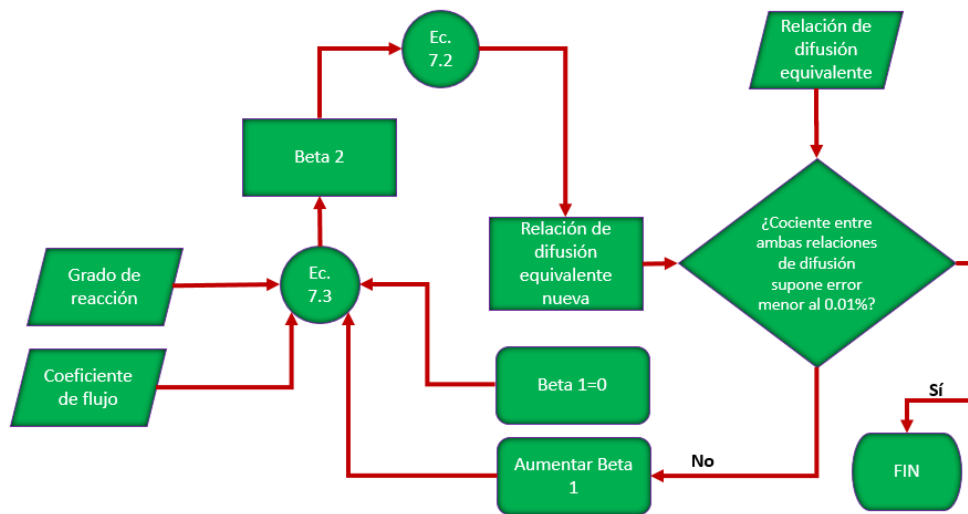 Ec.
7.2
Relación de
difusión
equivalente
Beta 2
¿Cociente entre
ambas relaciones
de difusión
supone error
menor al 0.01%?
Relación de
difusión
equivalente
nueva
Grado de
reacción
Ec.
7.3
Coeficiente
de flujo
Beta 1=0
Sí
Aumentar Beta
1
No
FIN